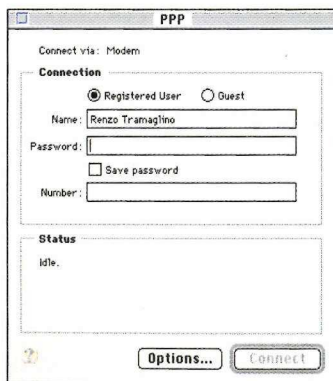 PPP
Connect via: Modem
Connection
Registered User Guest
Name: Renzo Tramaglino
Password:
Save password
Number:
Status
Idle.
Options... Connect